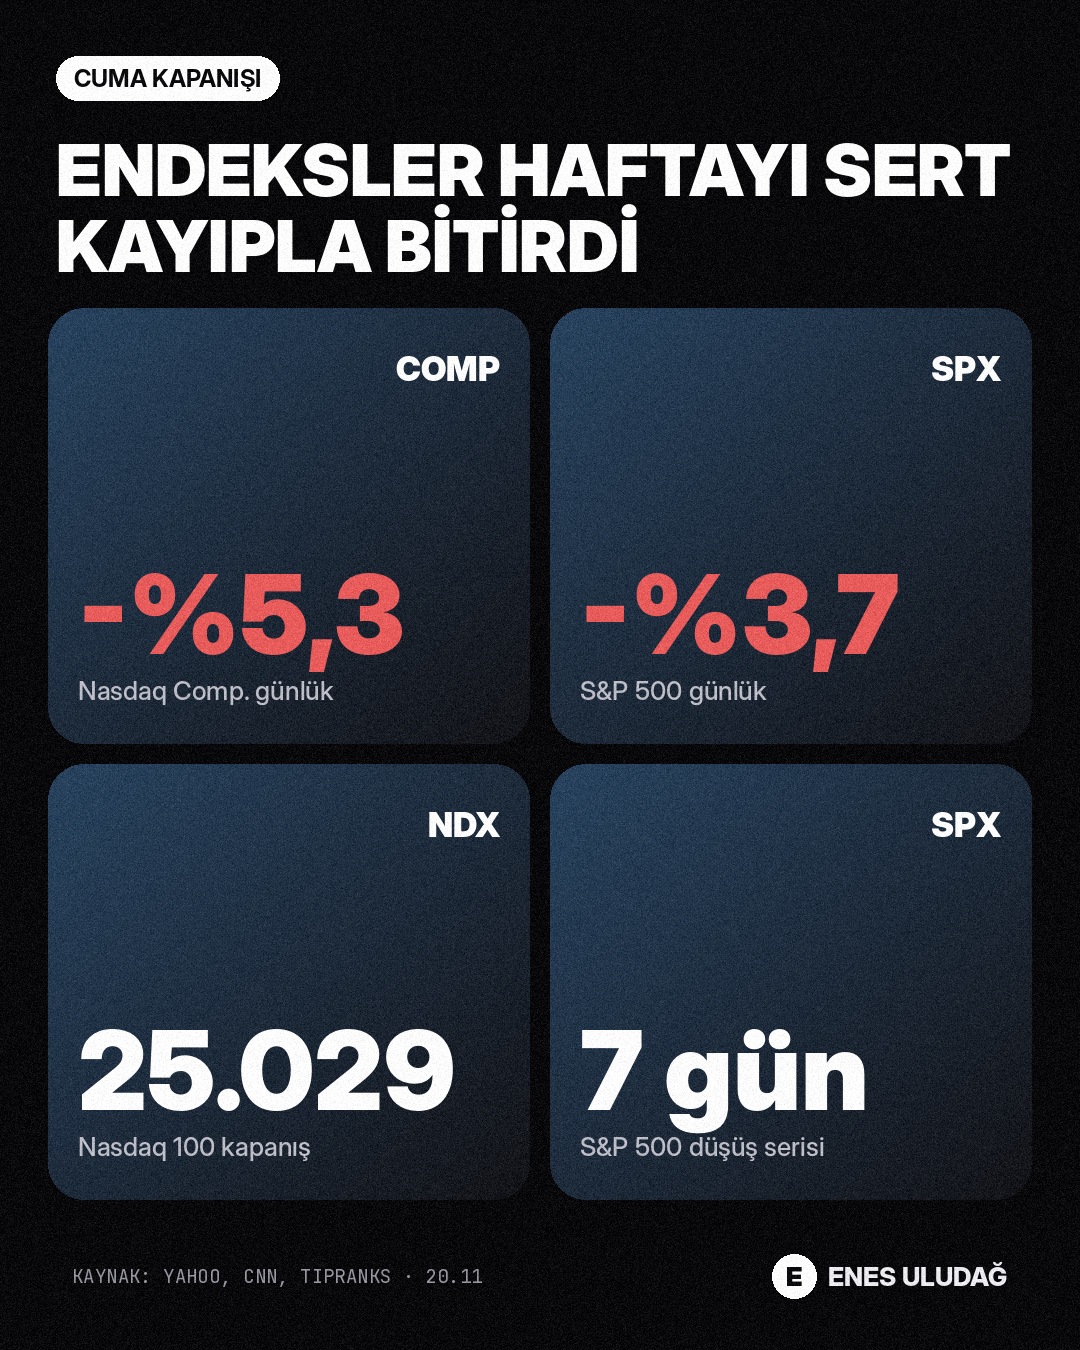 CUMA KAPANIŞI
ENDEKSLER HAFTAYI SERT
KAYIPLA BİTİRDİ
COMP
-%5,3
Nasdaq Comp. günlük
SPX
-%3,7
S&P 500 günlük
NDX
25.029
Nasdaq 100 kapanış
SPX
7 gün
S&P 500 düşüş serisi
KAYNAK: YAHOO, CNN, TIPRANKS · 20.11
E ENES ULUDAĞ